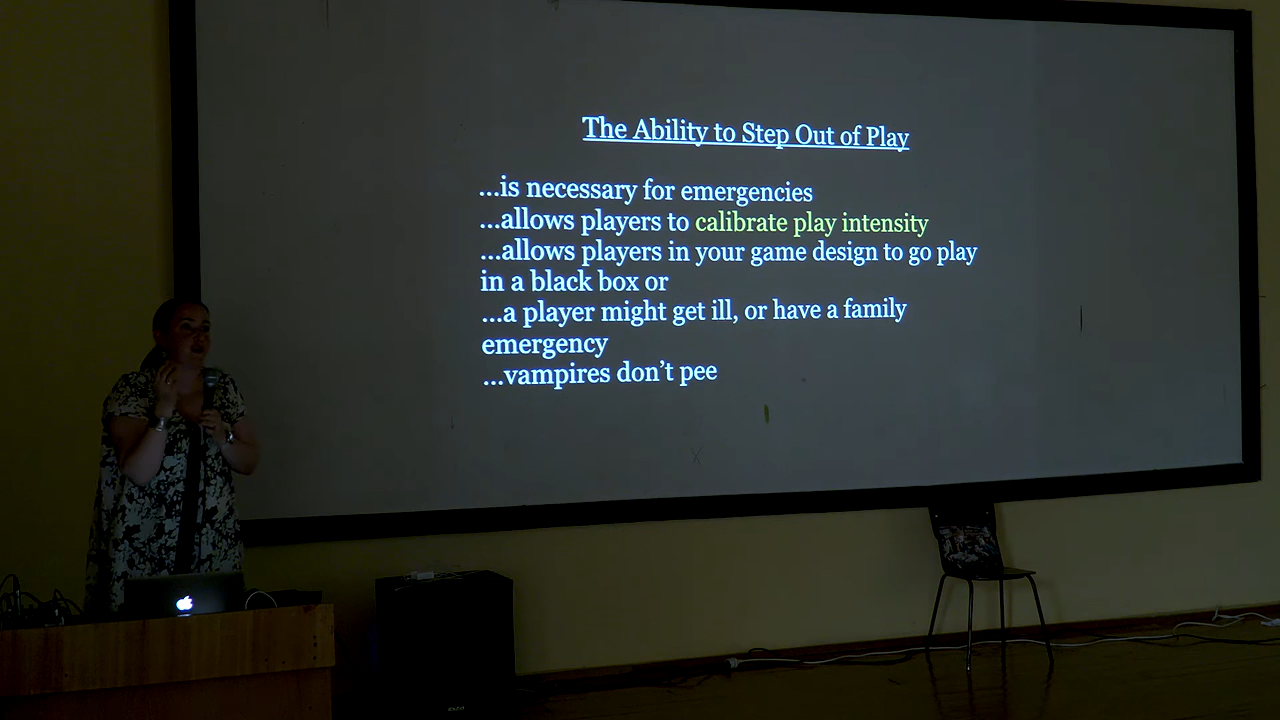 The Ability to Step Out of Play
...is necessary for emergencies
...allows players to calibrate play intensity
...allows players in your game design to go play
in a black box or
...a player might get ill, or have a family
emergency
...vampires don't pee